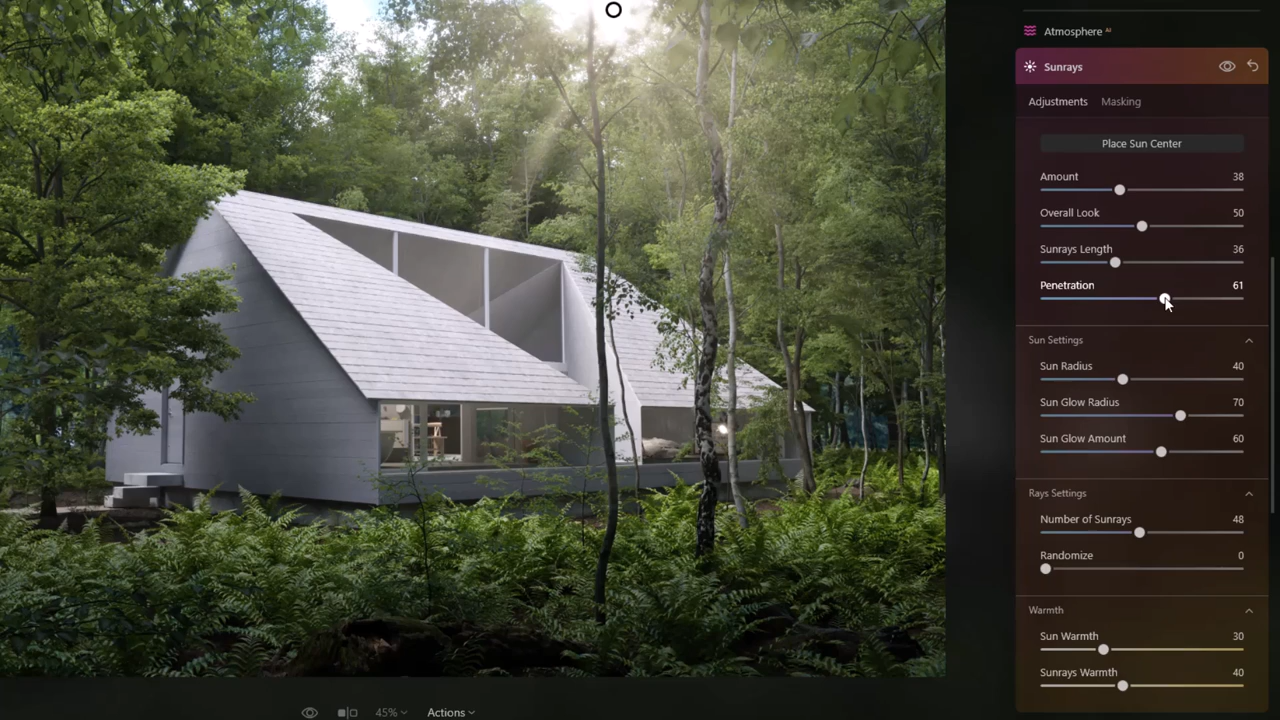 Atmosphere AI
Sunrays
Adjustments Masking
Place Sun Center
Amount 38
Overall Look 50
Sunrays Length 36
Penetration 61
Sun Settings
Sun Radius 40
Sun Glow Radius 70
Sun Glow Amount 60
Rays Settings
Number of Sunrays 48
Randomize 0
Warmth
Sun Warmth 30
Sunrays Warmth 40
45% Actions